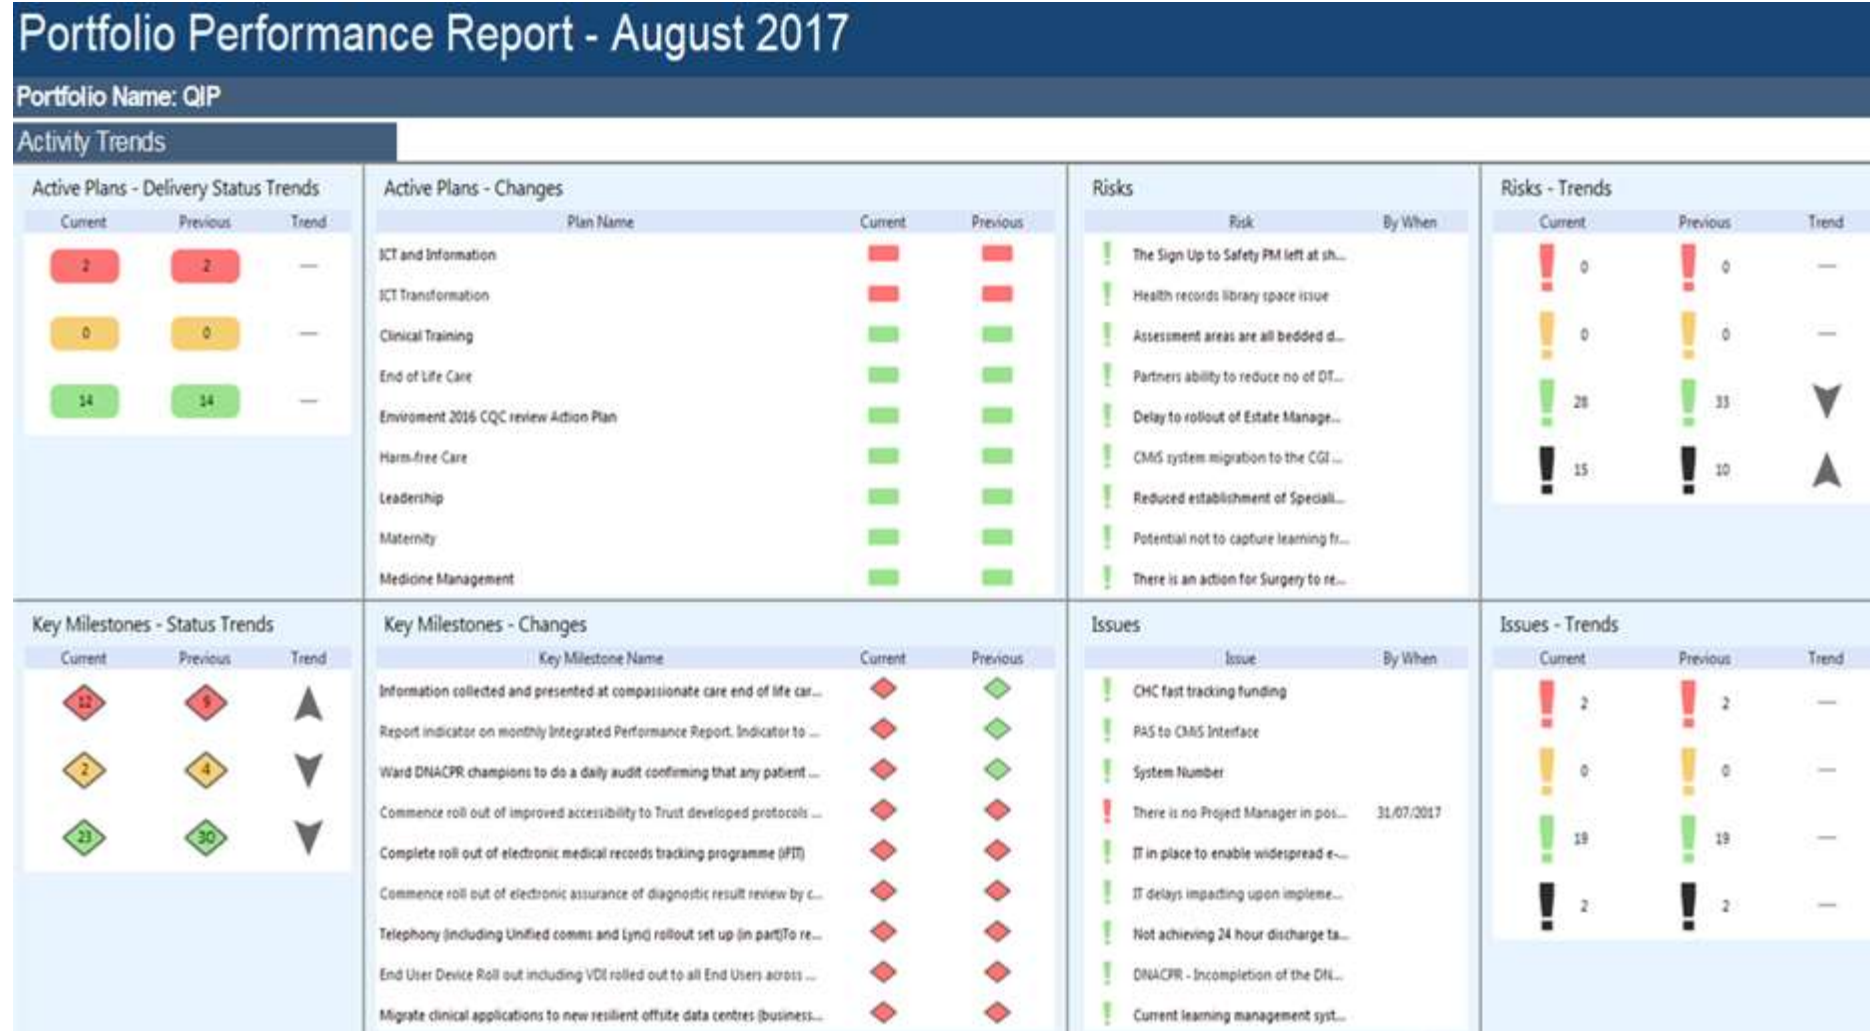 Portfolio Performance Report - August 2017
Portfolio Name: QIP
Activity Trends
Active Plans - Delivery Status Trends
Current Previous Trend
2 2 —
0 0 —
14 14 —
Active Plans - Changes
Plan Name Current Previous
ICT and Information
ICT Transformation
Clinical Training
End of Life Care
Enviroment 2016 CQC review Action Plan
Harm-free Care
Leadership
Maternity
Medicine Management
Risks
Risk By When
The Sign Up to Safety PM left at sh...
Health records library space issue
Assessment areas are all bedded d...
Partners ability to reduce no of DT...
Delay to rollout of Estate Manage...
CMiS system migration to the CGI ...
Reduced establishment of Speciali...
Potential not to capture learning fr...
There is an action for Surgery to re...
Risks - Trends
Current Previous Trend
0 0 —
0 0 —
28 33
15 10
Key Milestones - Status Trends
Current Previous Trend
12 9
2 4
23 30
Key Milestones - Changes
Key Milestone Name Current Previous
Information collected and presented at compassionate care end of life car...
Report indicator on monthly Integrated Performance Report. Indicator to ...
Ward DNACPR champions to do a daily audit confirming that any patient ...
Commence roll out of improved accessibility to Trust developed protocols ...
Complete roll out of electronic medical records tracking programme (iFIT)
Commence roll out of electronic assurance of diagnostic result review by c...
Telephony (including Unified comms and Lync) rollout set up (in part)To re...
End User Device Roll out including VDI rolled out to all End Users across ...
Migrate clinical applications to new resilient offsite data centres (business...
Issues
Issue By When
CHC fast tracking funding
PAS to CMiS Interface
System Number
There is no Project Manager in pos... 31/07/2017
IT in place to enable widespread e-...
IT delays impacting upon impleme...
Not achieving 24 hour discharge ta...
DNACPR - Incompletion of the DN...
Current learning management syst...
Issues - Trends
Current Previous Trend
2 2 —
0 0 —
19 19 —
2 2 —